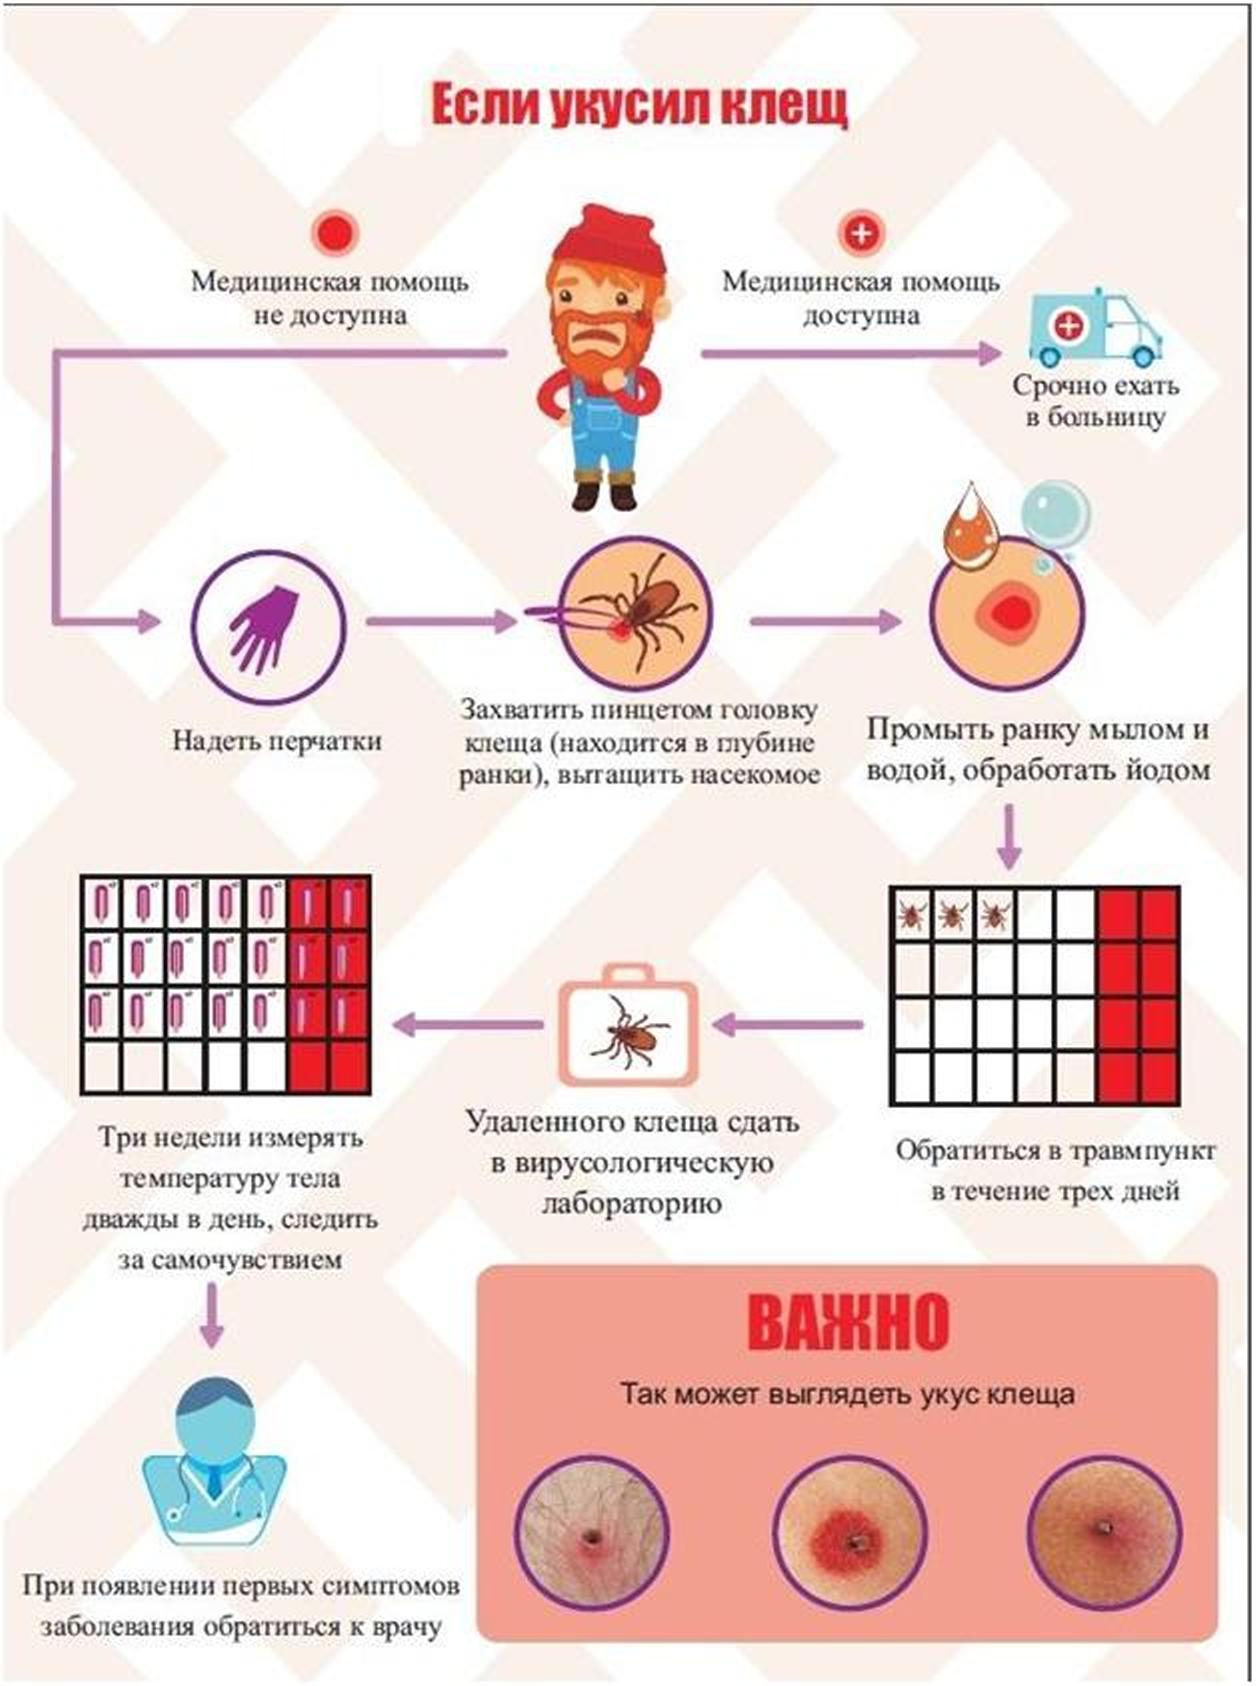 Если укусил клещ
Медицинская помощь
не доступна
Медицинская помощь
доступна
Срочно ехать
в больницу
Надеть перчатки
Захватить пинцетом головку
клеща (находится в глубине
ранки), вытащить насекомое
Промыть ранку мылом и
водой, обработать йодом
Обратиться в травмпункт
в течение трех дней
Удаленного клеща сдать
в вирусологическую
лабораторию
Три недели измерять
температуру тела
дважды в день, следить
за самочувствием
При появлении первых симптомов
заболевания обратиться к врачу
ВАЖНО
Так может выглядеть укус клеща